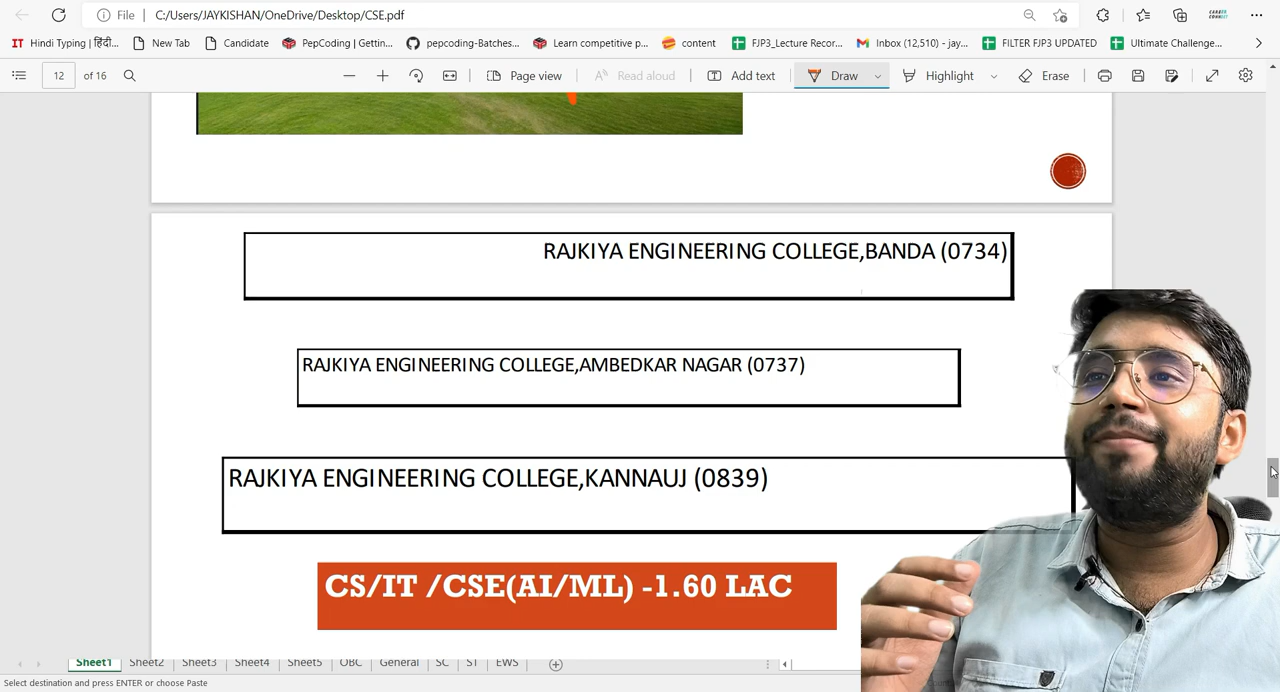 File
C:/Users/JAYKISHAN/OneDrive/Desktop/CSE.pdf
CAREER CONNECT
IT Hindi Typing | हिंदी...
New Tab
Candidate
PepCoding | Gettin...
pepcoding-Batches...
Learn competitive p...
content
FJP3_Lecture Recor...
Inbox (12,510) - jay...
FILTER FJP3 UPDATED
Ultimate Challenge...
12 of 16
Page view
Read aloud
Add text
Draw
Highlight
Erase
RAJKIYA ENGINEERING COLLEGE,BANDA (0734)
RAJKIYA ENGINEERING COLLEGE,AMBEDKAR NAGAR (0737)
RAJKIYA ENGINEERING COLLEGE,KANNAUJ (0839)
CS/IT /CSE(AI/ML) -1.60 LAC
Sheet1 Sheet2 Sheet3 Sheet4 Sheet5 OBC General SC ST EWS
Select destination and press ENTER or choose Paste